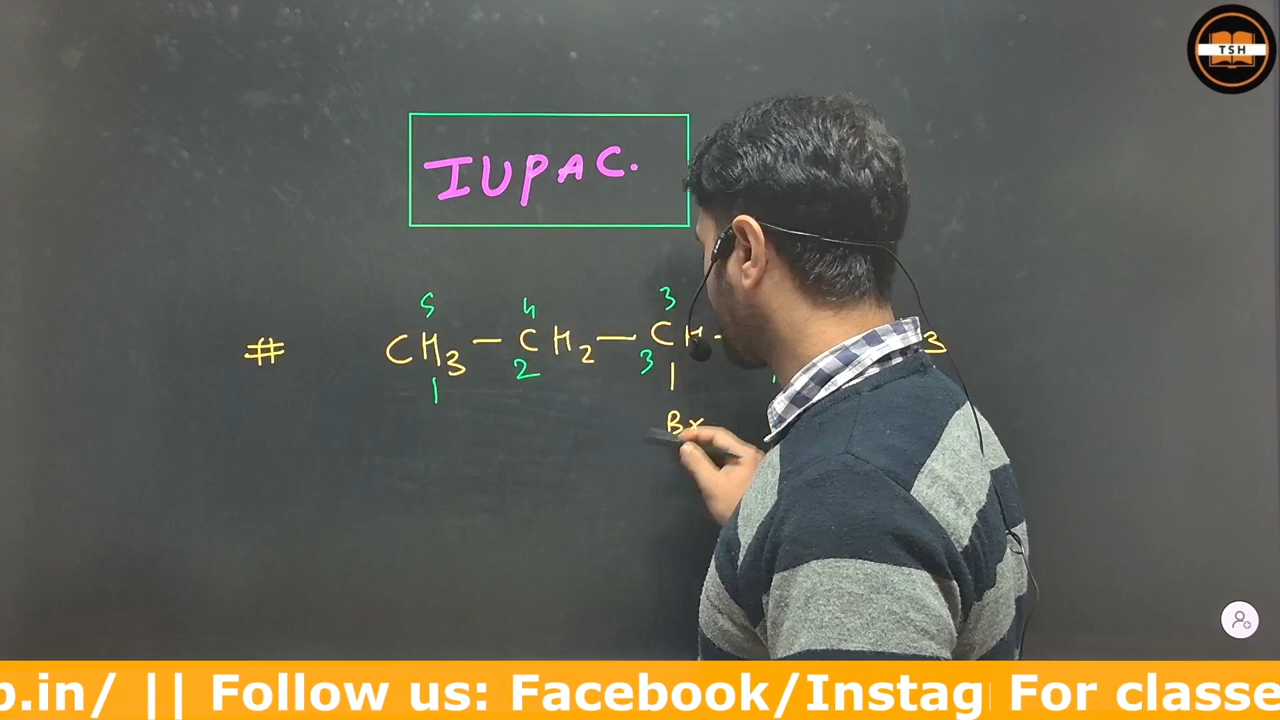 TSH
IUPAC.
5 4 3
# CH3 — CH2 — CH - 3
1 2 3
|
Br
o.in/ || Follow us: Facebook/Instag For classe